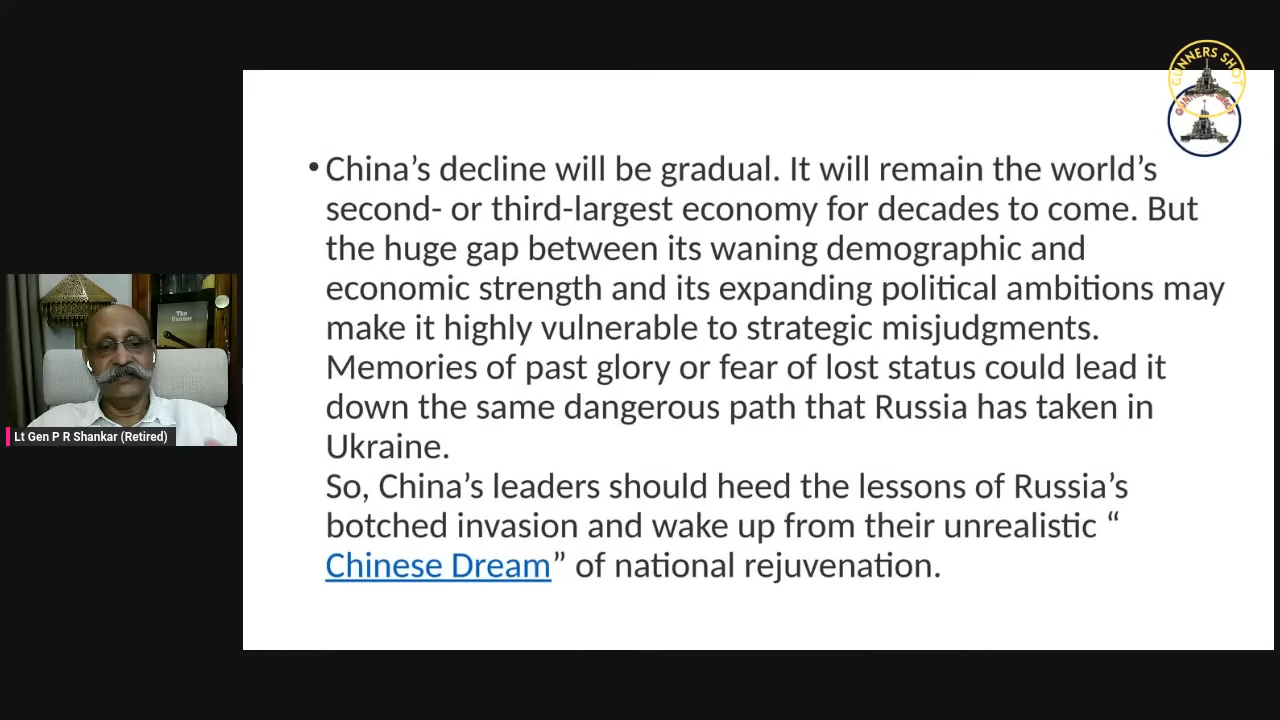 GUNNERS SHOT
• China’s decline will be gradual. It will remain the world’s
second- or third-largest economy for decades to come. But
the huge gap between its waning demographic and
economic strength and its expanding political ambitions may
make it highly vulnerable to strategic misjudgments.
Memories of past glory or fear of lost status could lead it
down the same dangerous path that Russia has taken in
Ukraine.
So, China’s leaders should heed the lessons of Russia’s
botched invasion and wake up from their unrealistic “
Chinese Dream” of national rejuvenation.
The
Gunner
Lt Gen P R Shankar (Retired)